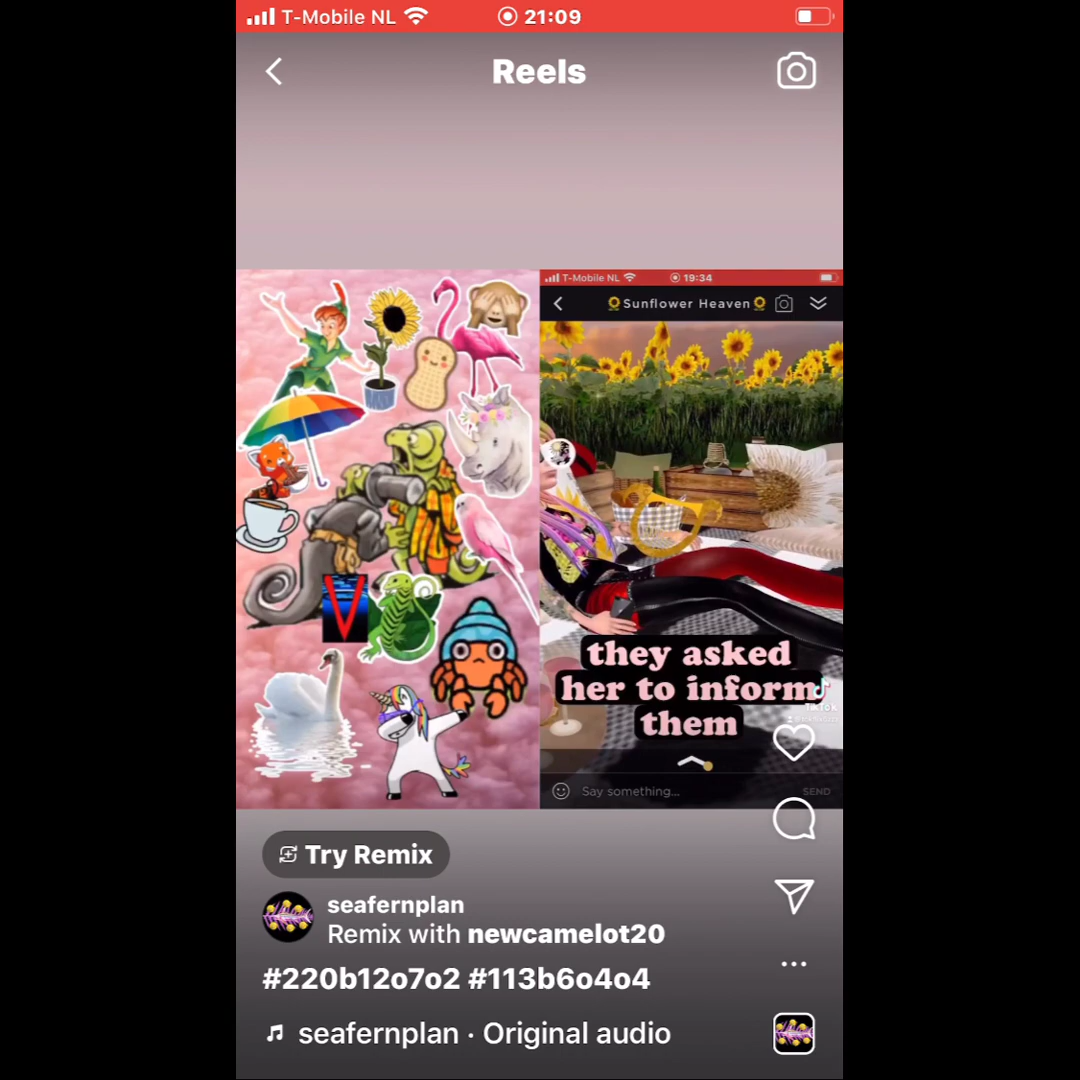 T-Mobile NL 21:09
Reels
T-Mobile NL 19:34
Sunflower Heaven
V
they asked
her to inform
them
TikTok
Say something... SEND
Try Remix
seafernplan
Remix with newcamelot20
#220b12o7o2 #113b6o4o4
seafernplan · Original audio